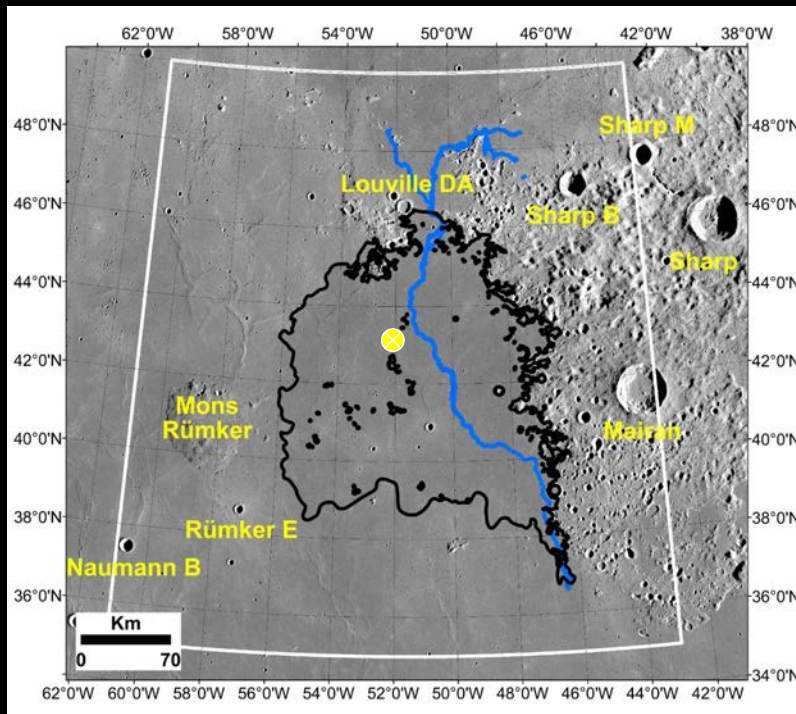 62°0'W 60°0'W 54°0'W 50°0'W 46°0'W 42°0'W 38°0'W
48°0'N
Sharp M
48°0'N
46°0'N
Louville DA
46°0'N
Sharp B
Sharp
44°0'N
44°0'N
42°0'N
42°0'N
Mons
Rümker
40°0'N
Mairan
40°0'N
38°0'N
Rümker E
38°0'N
Naumann B
36°0'N
36°0'N
Km
0 70
34°0'N
62°0'W 60°0'W 56°0'W 54°0'W 52°0'W 50°0'W 48°0'W 46°0'W 44°0'W 42°0'W